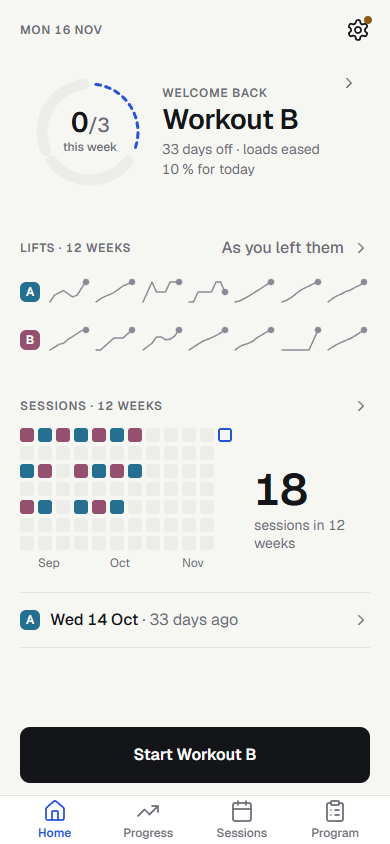 MON 16 NOV
0/3
this week
WELCOME BACK
Workout B
33 days off · loads eased
10 % for today
LIFTS · 12 WEEKS
As you left them
A
B
SESSIONS · 12 WEEKS
18
sessions in 12
weeks
Sep Oct Nov
A Wed 14 Oct · 33 days ago
Start Workout B
Home Progress Sessions Program